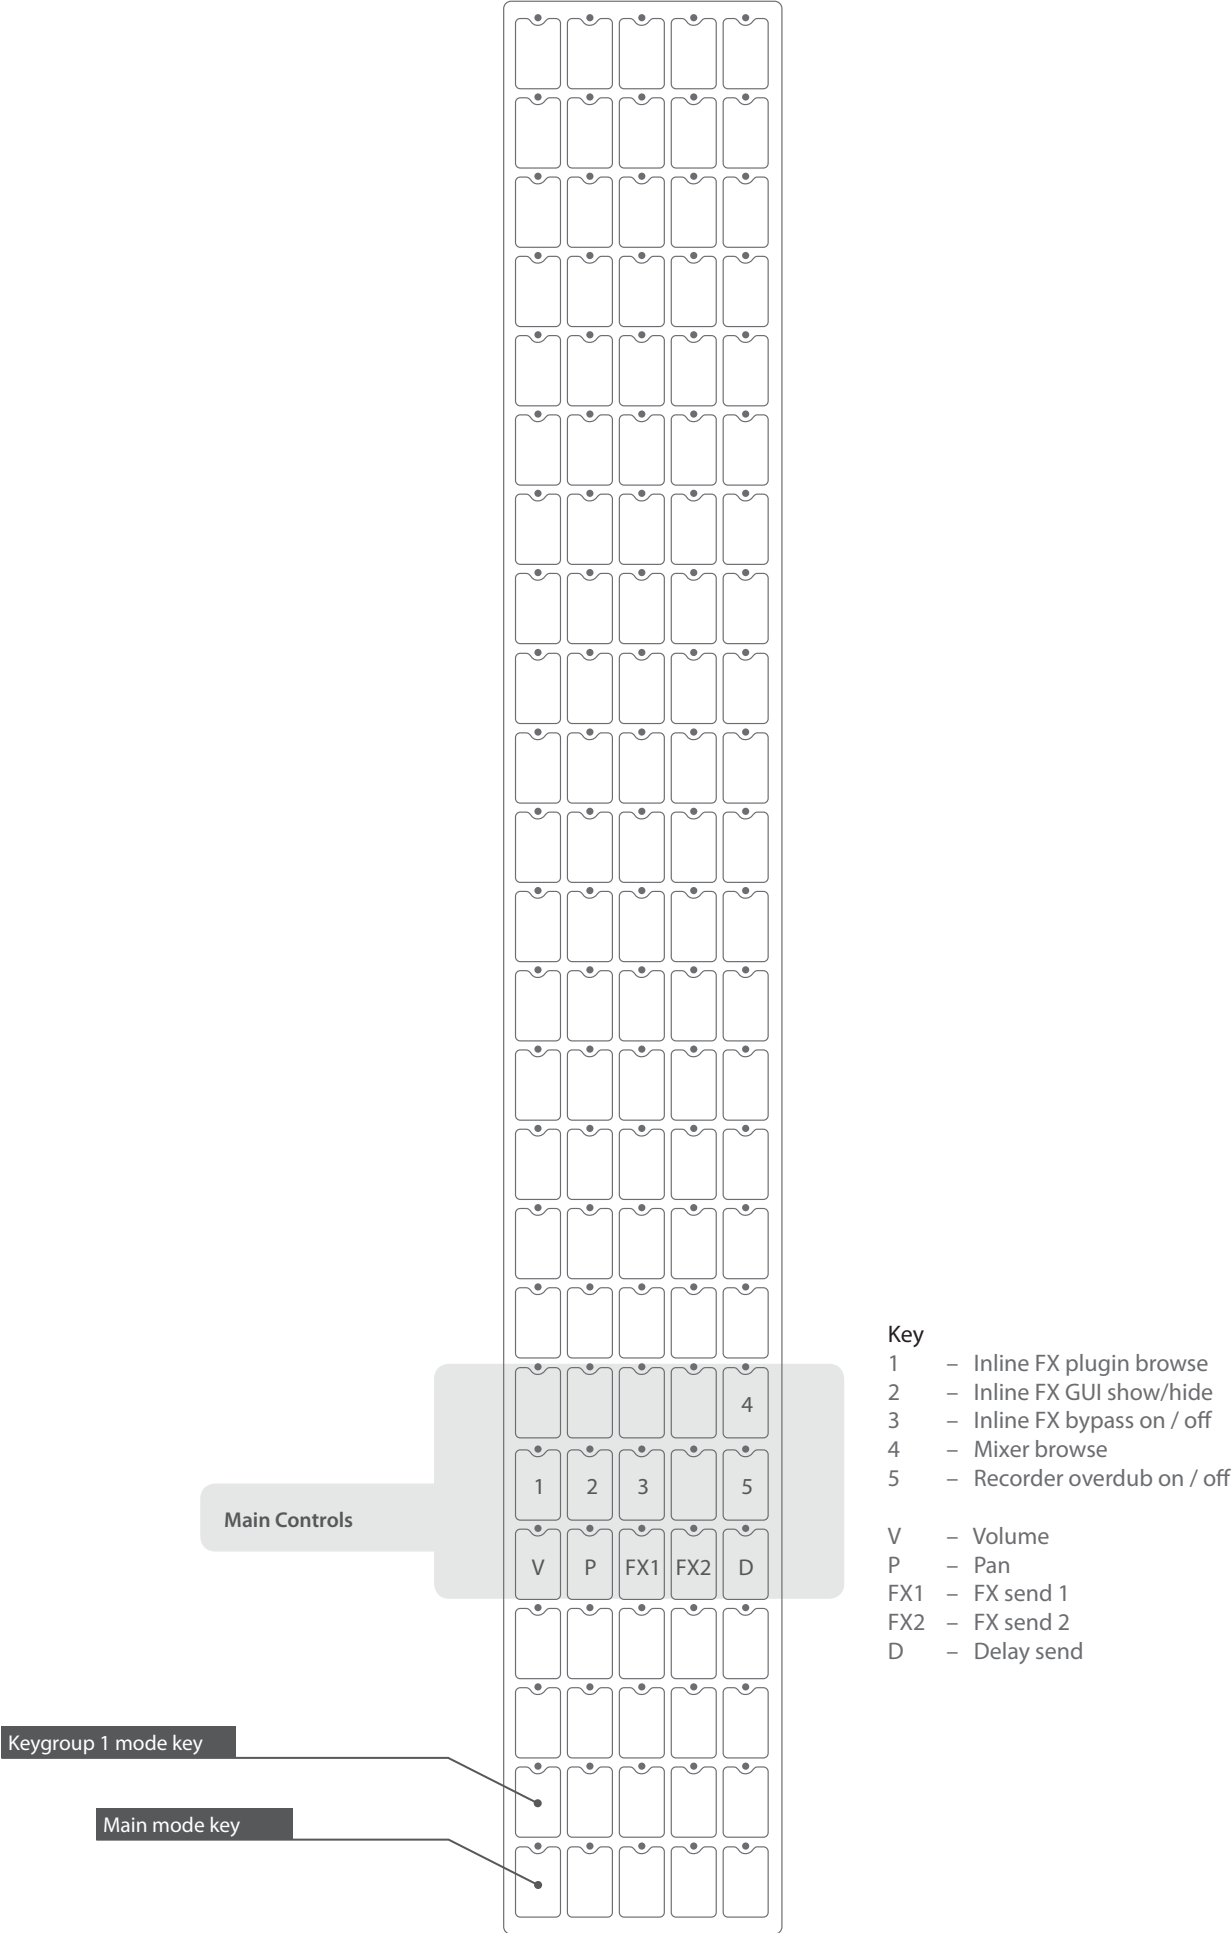 Key
1 – Inline FX plugin browse
2 – Inline FX GUI show/hide
3 – Inline FX bypass on / off
4 – Mixer browse
5 – Recorder overdub on / off
V – Volume
P – Pan
FX1 – FX send 1
FX2 – FX send 2
D – Delay send
4
1 2 3 5
Main Controls
V P FX1 FX2 D
Keygroup 1 mode key
Main mode key